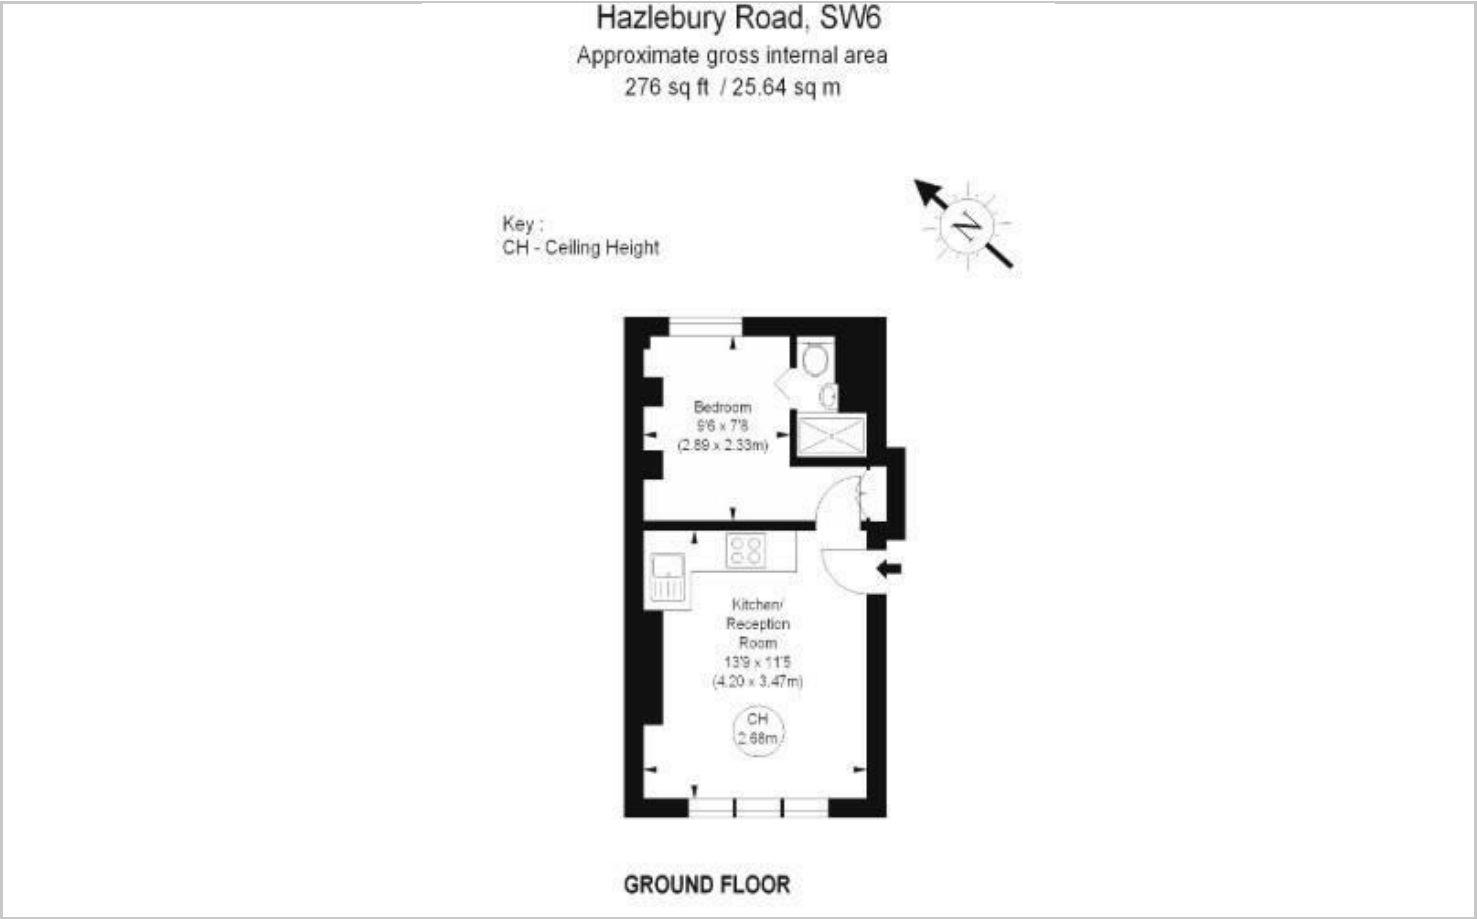 Hazlebury Road, SW6
Approximate gross internal area
276 sq ft / 25.64 sq m
N
Key :
CH - Ceiling Height
Bedroom
9'6 x 7'8
(2.89 x 2.33m)
Kitchen/
Reception
Room
13'9 x 11'5
(4.20 x 3.47m)
CH
2.68m
GROUND FLOOR